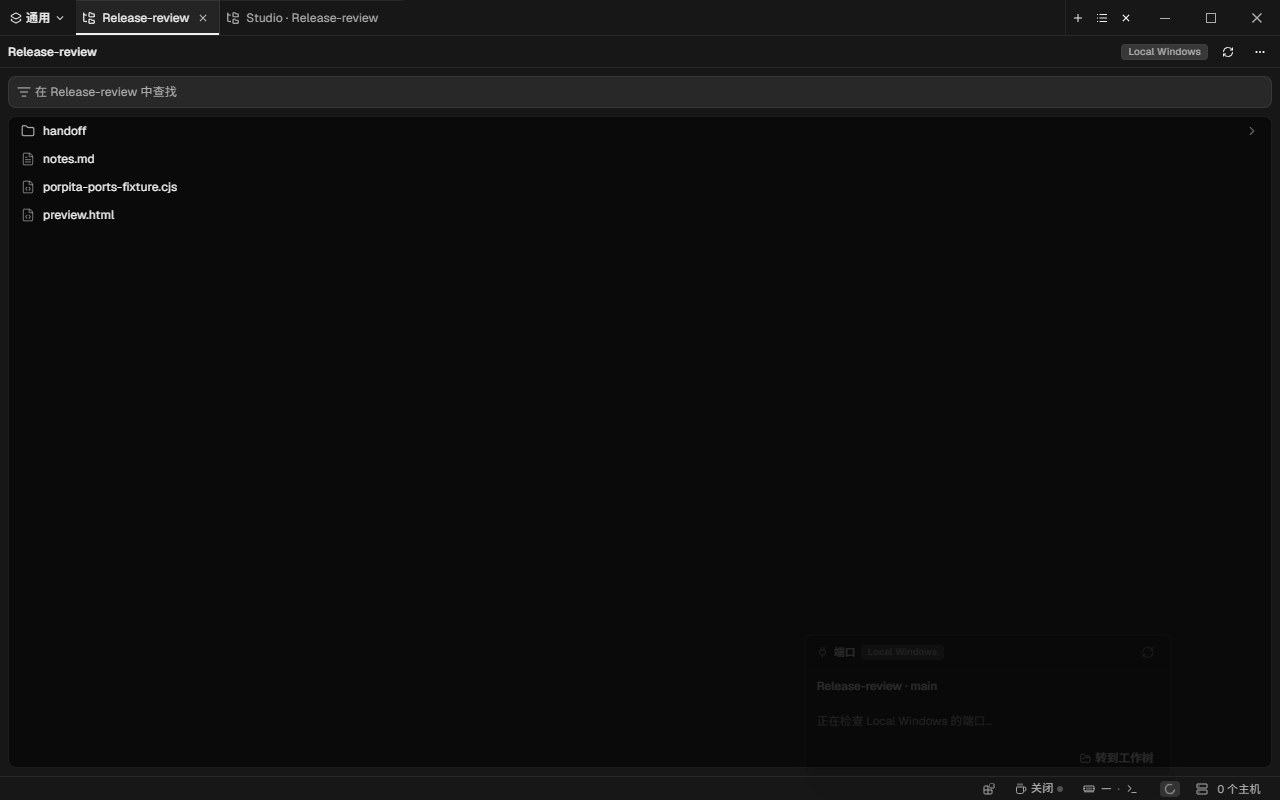 通用 Release-review Studio · Release-review
Release-review Local Windows
在 Release-review 中查找
handoff
notes.md
porpita-ports-fixture.cjs
preview.html
端口 Local Windows
Release-review · main
正在检查 Local Windows 的端口...
转到工作树
关闭 0 个主机